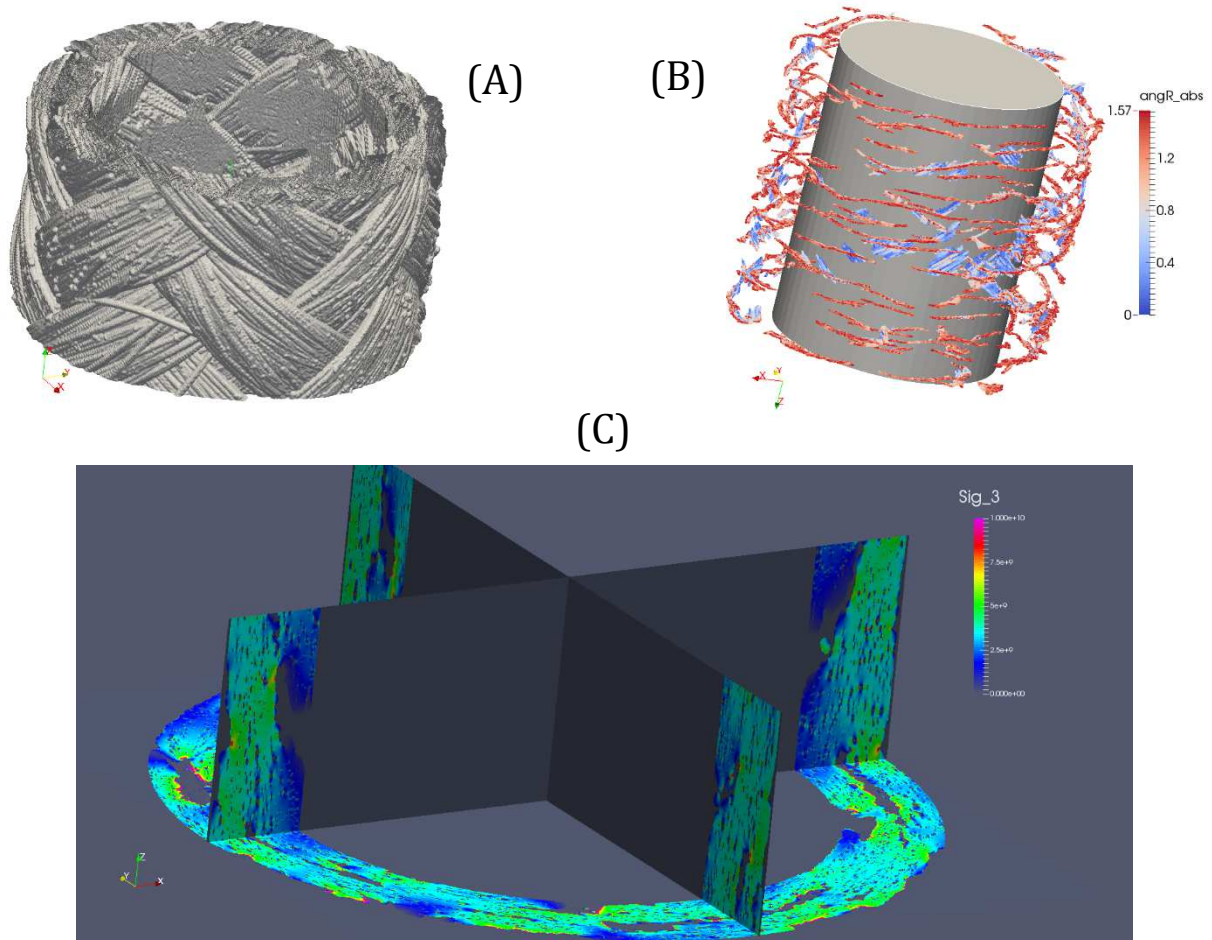 (A)
(B)
angR_abs
1.57
1.2
0.8
0.4
0
Y
X
X
Y
Z
(C)
Sig_3
1.000e+10
7.5e+9
5e+9
2.5e+9
0.000e+00
Z
Y
X